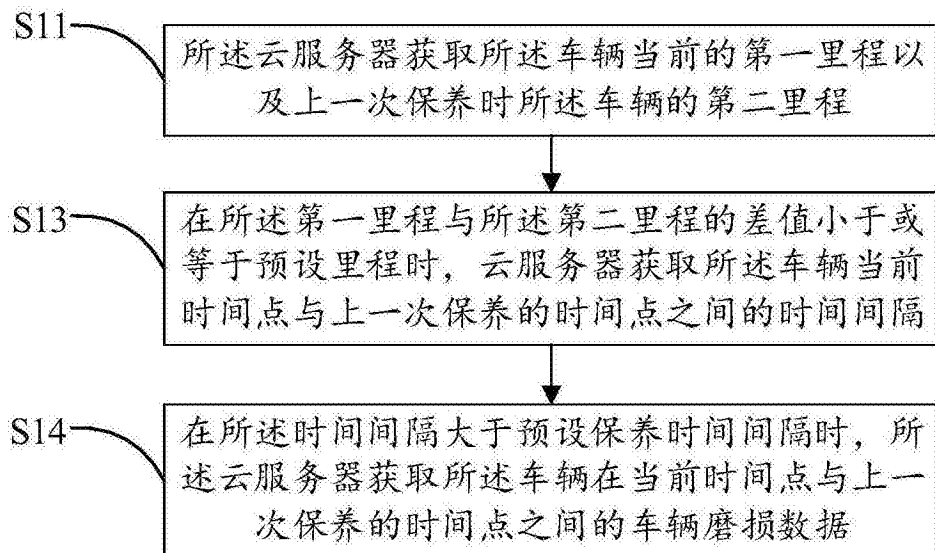 S11
所述云服务器获取所述车辆当前的第一里程以
及上一次保养时所述车辆的第二里程
S13
在所述第一里程与所述第二里程的差值小于或
等于预设里程时，云服务器获取所述车辆当前
时间点与上一次保养的时间点之间的时间间隔
S14
在所述时间间隔大于预设保养时间间隔时，所
述云服务器获取所述车辆在当前时间点与上一
次保养的时间点之间的车辆磨损数据